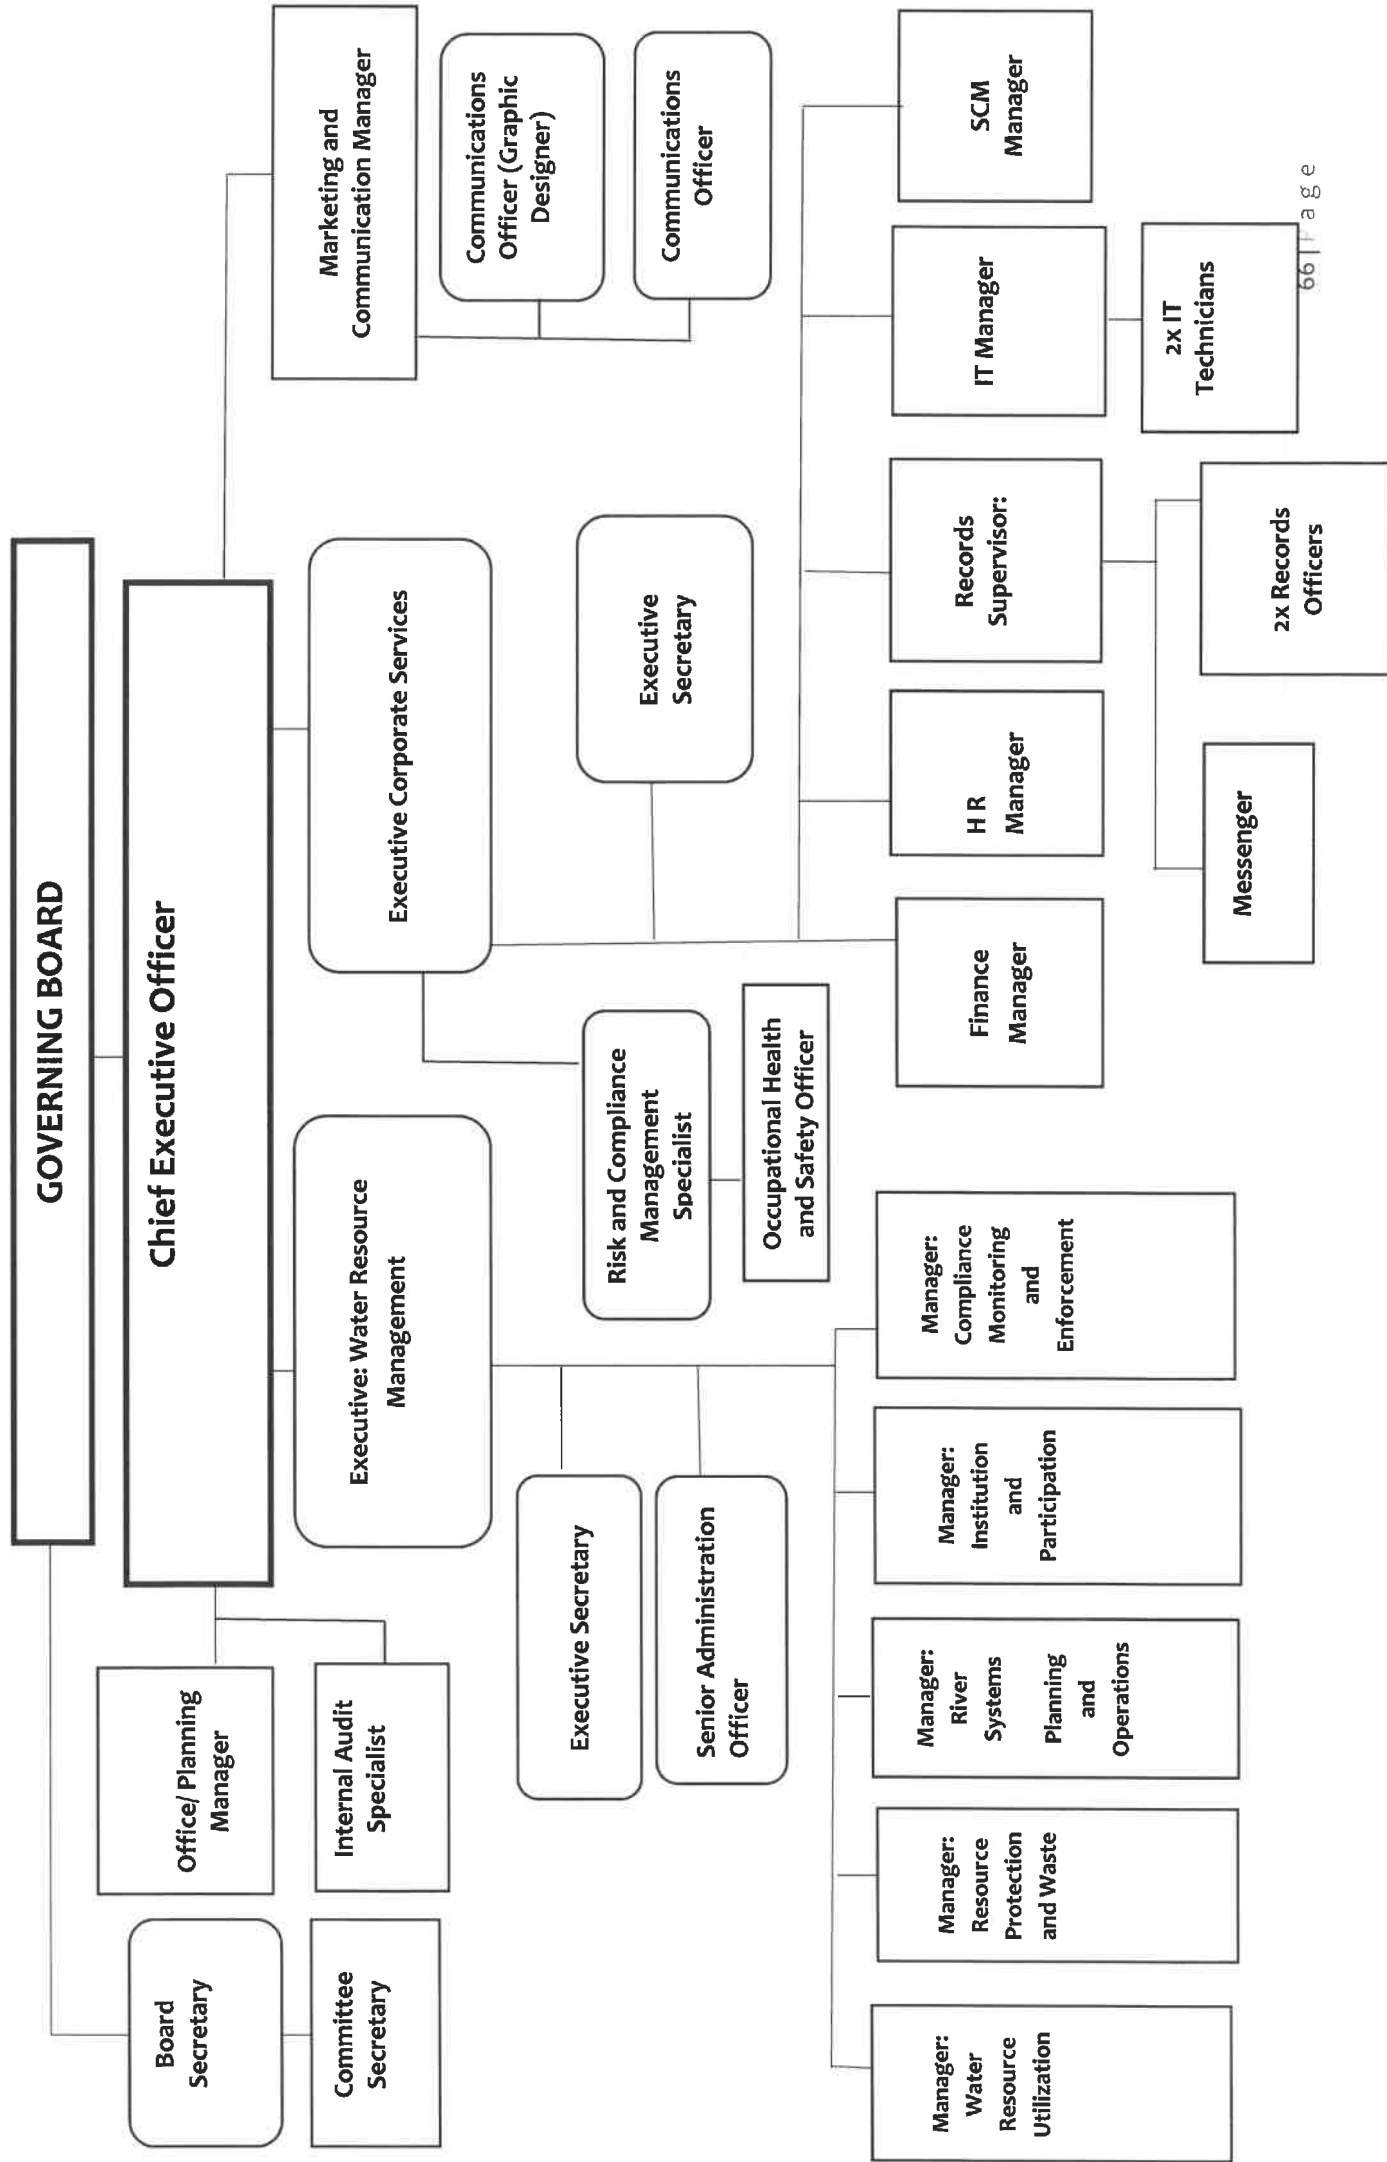 GOVERNING BOARD
Chief Executive Officer
Board
Secretary
Committee
Secretary
Office/ Planning
Manager
Internal Audit
Specialist
Executive: Water Resource
Management
Executive Corporate Services
Marketing and
Communication Manager
Communications
Officer (Graphic
Designer)
Communications
Officer
Executive Secretary
Senior Administration
Officer
Risk and Compliance
Management
Specialist
Occupational Health
and Safety Officer
Executive
Secretary
Manager:
Water
Resource
Utilization
Manager:
Resource
Protection
and Waste
Manager:
River
Systems
Planning
and
Operations
Manager:
Institution
and
Participation
Manager:
Compliance
Monitoring
and
Enforcement
Finance
Manager
H R
Manager
Records
Supervisor:
IT Manager
SCM
Manager
Messenger
2x Records
Officers
2x IT
Technicians
66 | P a g e